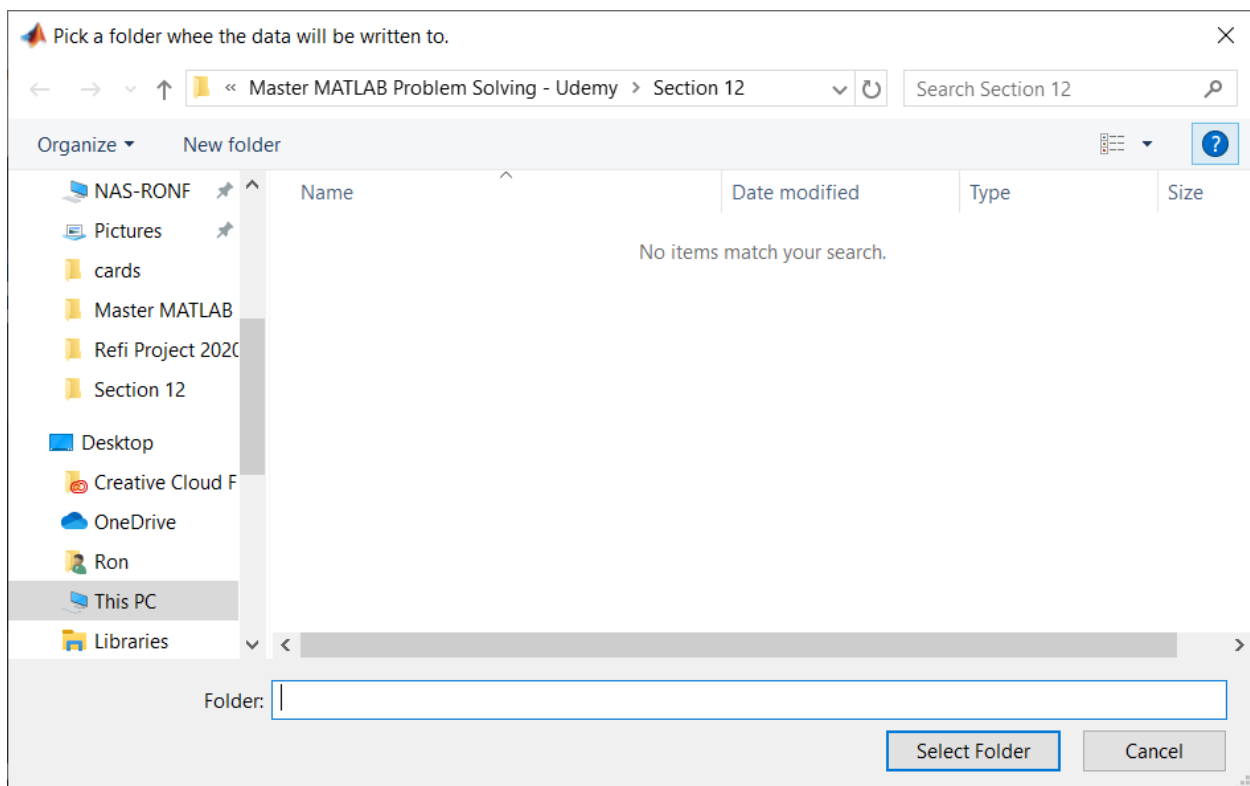 Pick a folder whee the data will be written to.
« Master MATLAB Problem Solving - Udemy > Section 12
Search Section 12
Organize
New folder
?
Name
Date modified
Type
Size
No items match your search.
NAS-RONF
Pictures
cards
Master MATLAB
Refi Project 202
Section 12
Desktop
Creative Cloud F
OneDrive
Ron
This PC
Libraries
Folder:
Select Folder
Cancel